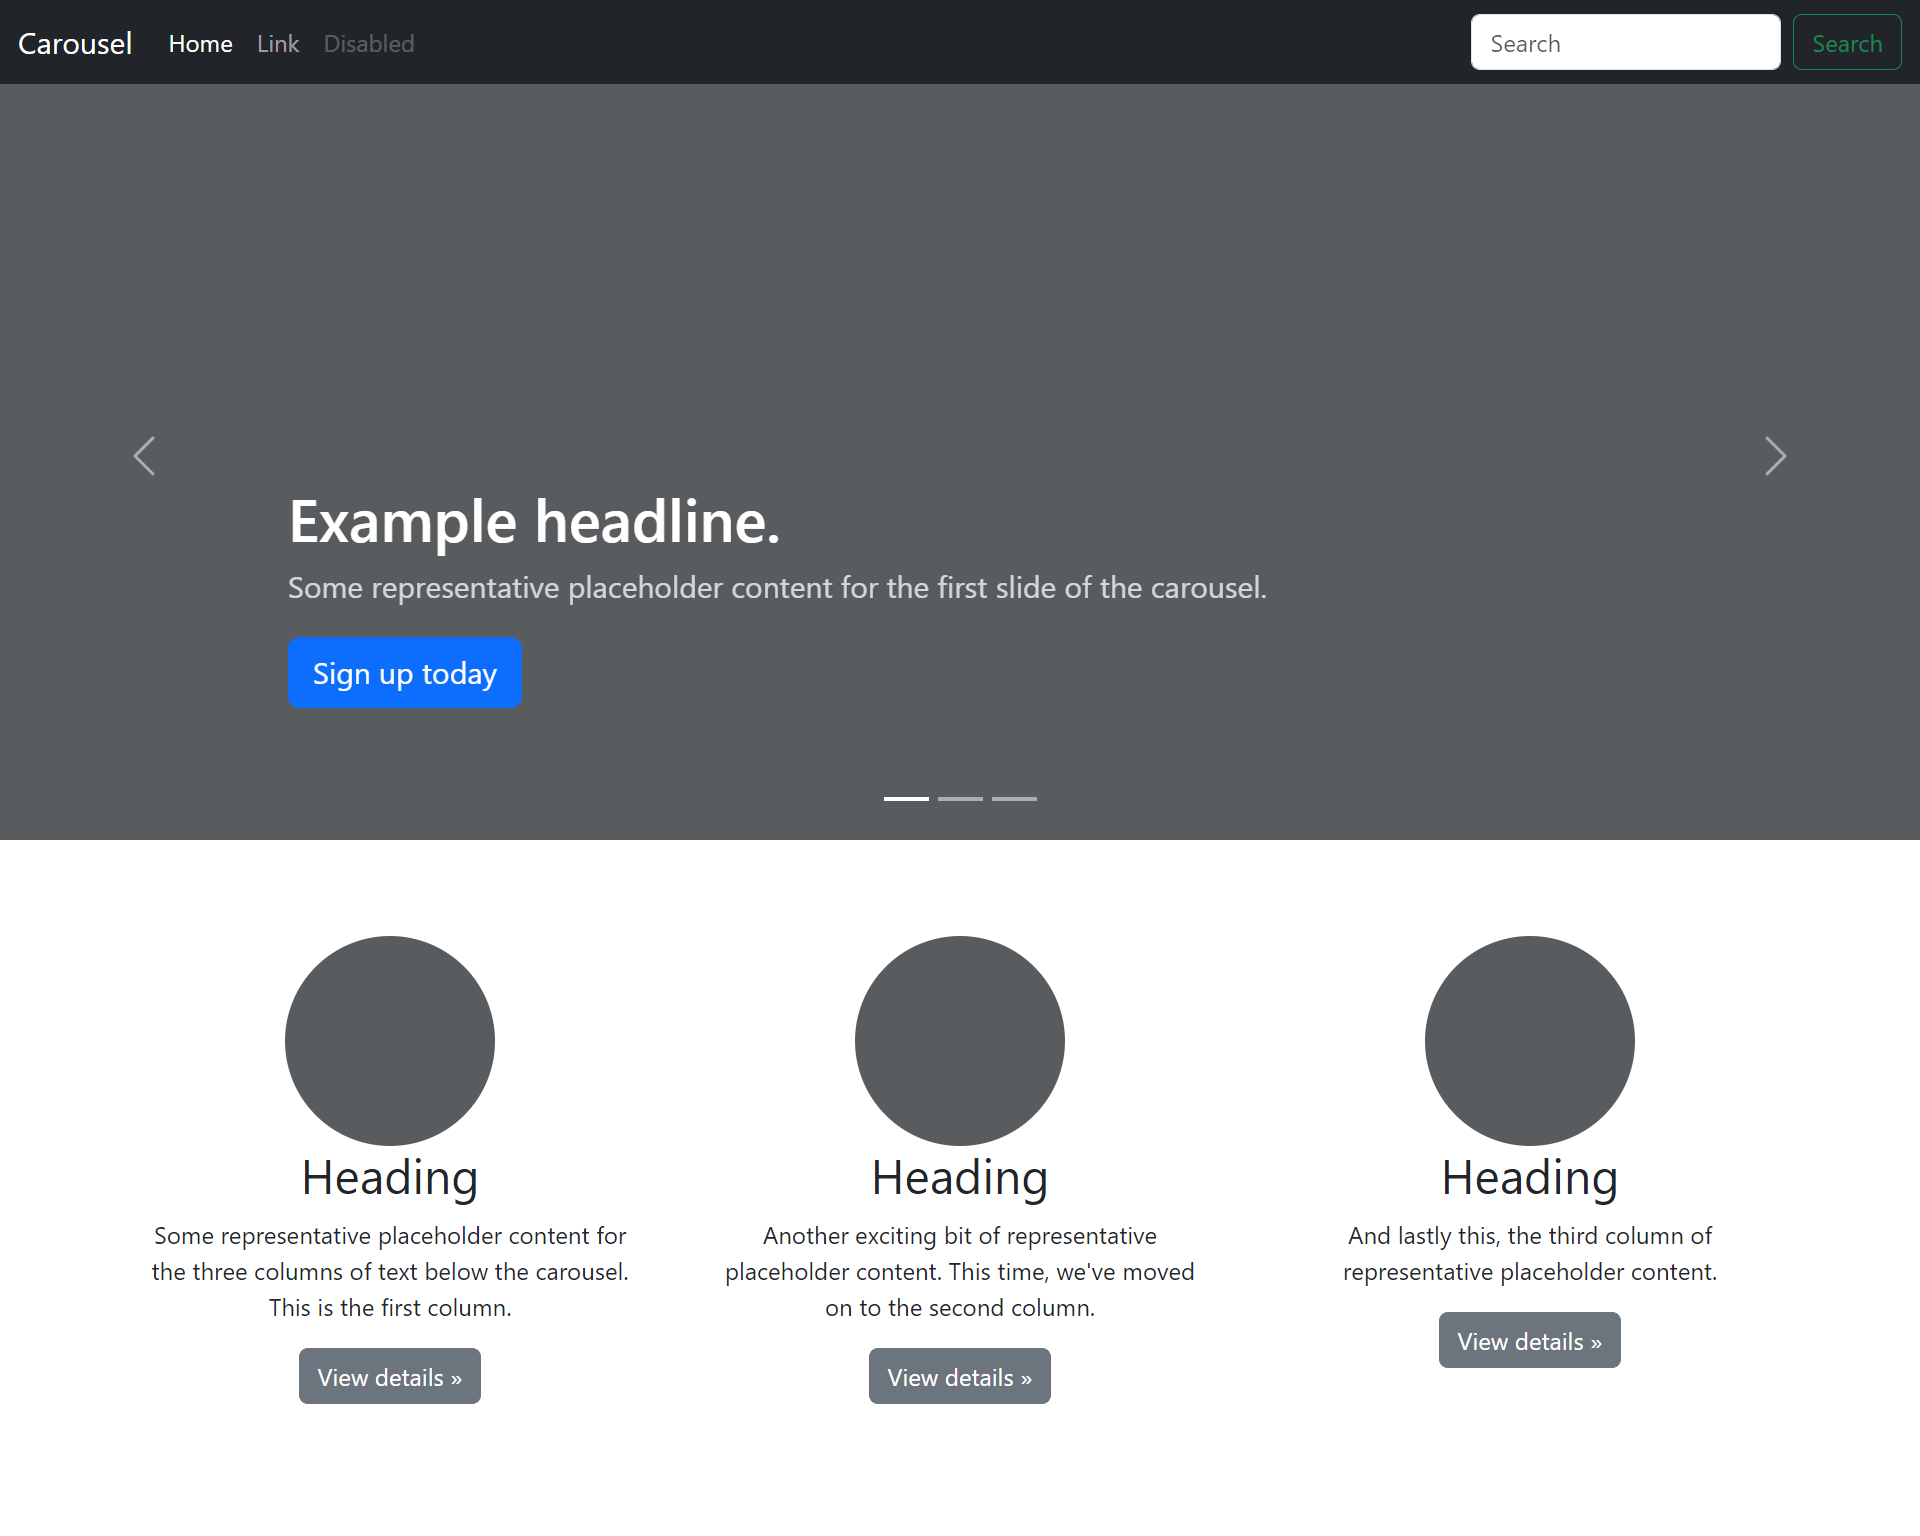 Carousel Home Link Disabled Search Search
Example headline.
Some representative placeholder content for the first slide of the carousel.
Sign up today
Heading
Some representative placeholder content for
the three columns of text below the carousel.
This is the first column.
View details »
Heading
Another exciting bit of representative
placeholder content. This time, we've moved
on to the second column.
View details »
Heading
And lastly this, the third column of
representative placeholder content.
View details »